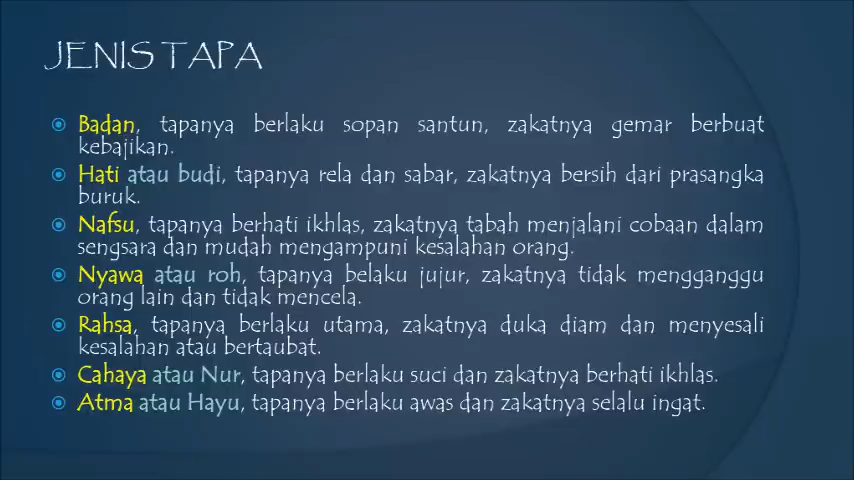 JENIS TAPA
Badan, tapanya berlaku sopan santun, zakatnya gemar berbuat
kebajikan.
Hati atau budi, tapanya rela dan sabar, zakatnya bersih dari prasangka
buruk.
Nafsu, tapanya berhati ikhlas, zakatnya tabah menjalani cobaan dalam
sengsara dan mudah mengampuni kesalahan orang.
Nyawa atau roh, tapanya belaku jujur, zakatnya tidak mengganggu
orang lain dan tidak mencela.
Rahsa, tapanya berlaku utama, zakatnya duka diam dan menyesali
kesalahan atau bertaubat.
Cahaya atau Nur, tapanya berlaku suci dan zakatnya berhati ikhlas.
Atma atau Hayu, tapanya berlaku awas dan zakatnya selalu ingat.